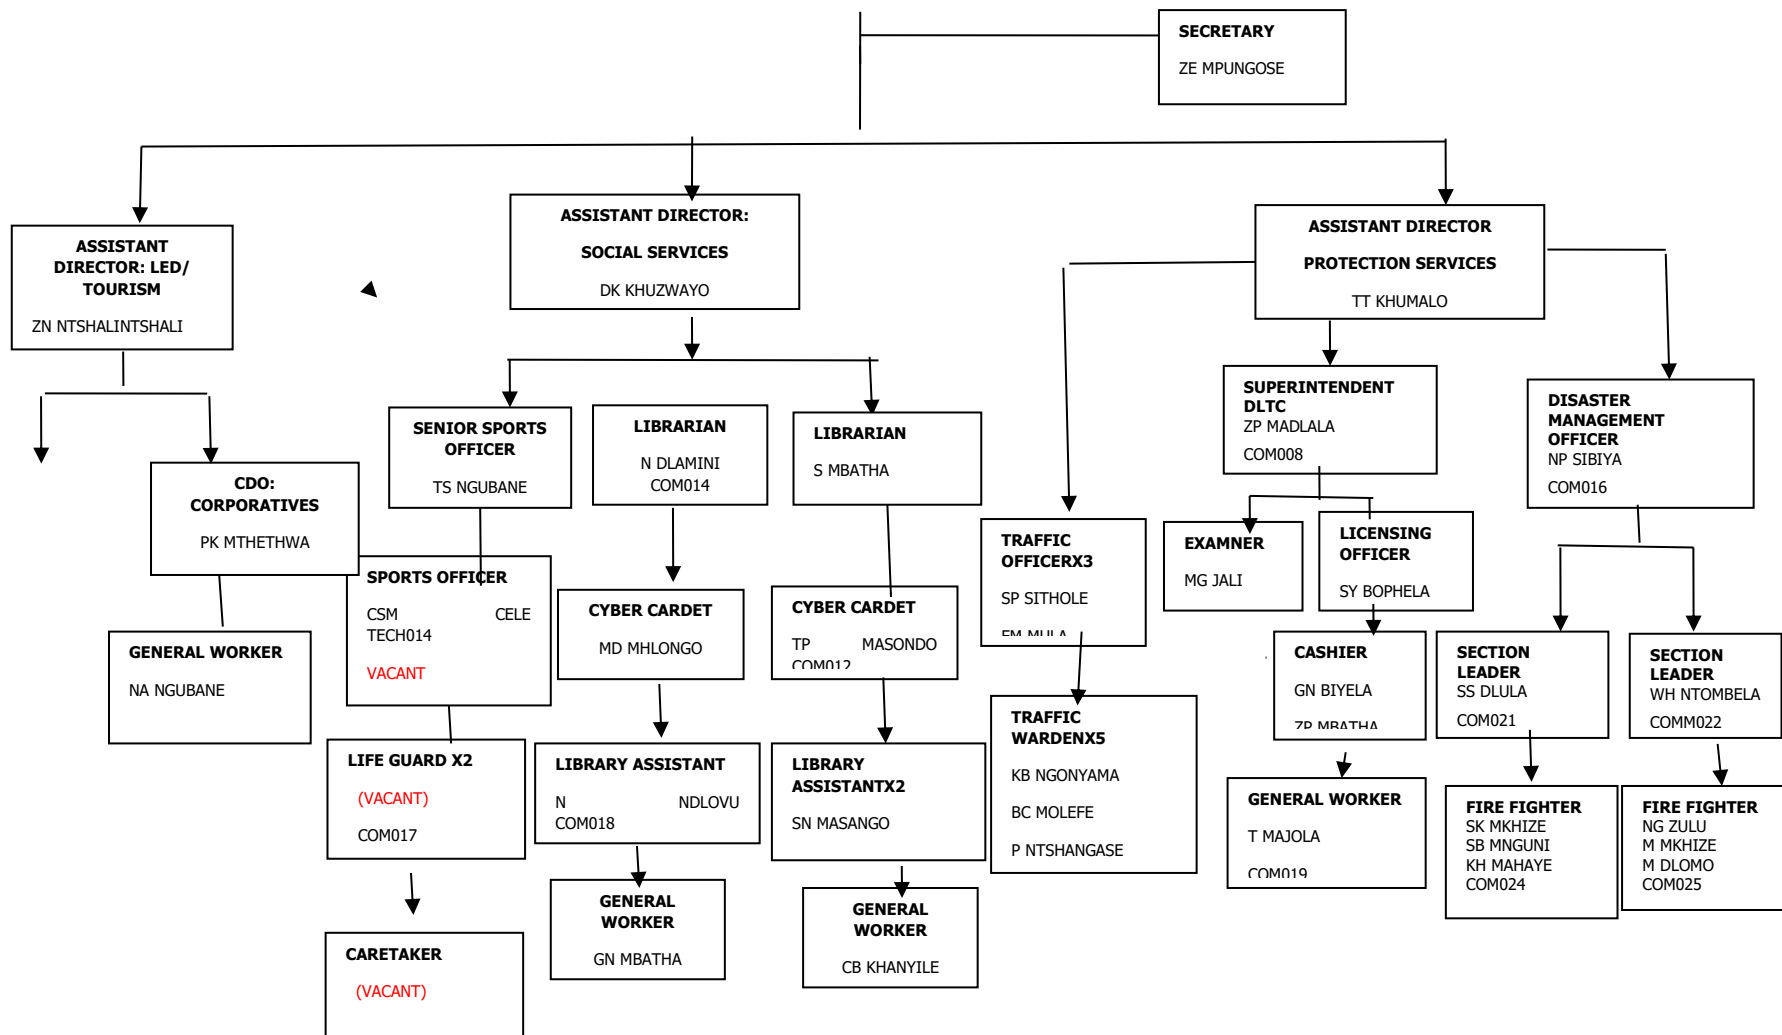 SECRETARY
ZE MPUNGOSE
ASSISTANT
DIRECTOR: LED/
TOURISM
ZN NTSHALINTSHALI
ASSISTANT DIRECTOR:
SOCIAL SERVICES
DK KHUZWAYO
ASSISTANT DIRECTOR
PROTECTION SERVICES
TT KHUMALO
CDO:
CORPORATIVES
PK MTHETHWA
GENERAL WORKER
NA NGUBANE
SENIOR SPORTS
OFFICER
TS NGUBANE
SPORTS OFFICER
CSM CELE
TECH014
VACANT
LIFE GUARD X2
(VACANT)
COM017
CARETAKER
(VACANT)
LIBRARIAN
N DLAMINI
COM014
CYBER CARDET
MD MHLONGO
LIBRARY ASSISTANT
N NDLOVU
COM018
GENERAL
WORKER
GN MBATHA
LIBRARIAN
S MBATHA
CYBER CARDET
TP MASONDO
COM012
LIBRARY
ASSISTANTX2
SN MASANGO
GENERAL
WORKER
CB KHANYILE
TRAFFIC
OFFICERX3
SP SITHOLE
TRAFFIC
WARDENX5
KB NGONYAMA
BC MOLEFE
P NTSHANGASE
SUPERINTENDENT
DLTC
ZP MADLALA
COM008
EXAMNER
MG JALI
LICENSING
OFFICER
SY BOPHELA
CASHIER
GN BIYELA
ZP MBATHA
GENERAL WORKER
T MAJOLA
COM019
DISASTER
MANAGEMENT
OFFICER
NP SIBIYA
COM016
SECTION
LEADER
SS DLULA
COM021
FIRE FIGHTER
SK MKHIZE
SB MNGUNI
KH MAHAYE
COM024
SECTION
LEADER
WH NTOMBELA
COMM022
FIRE FIGHTER
NG ZULU
M MKHIZE
M DLOMO
COM025